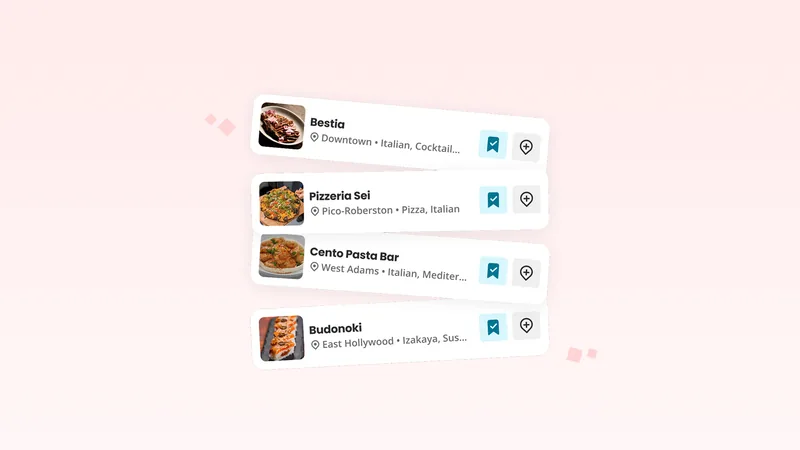 Bestia
Downtown • Italian, Cocktail...
Pizzeria Sei
Pico-Roberston • Pizza, Italian
Cento Pasta Bar
West Adams • Italian, Mediter...
Budonoki
East Hollywood • Izakaya, Sus...